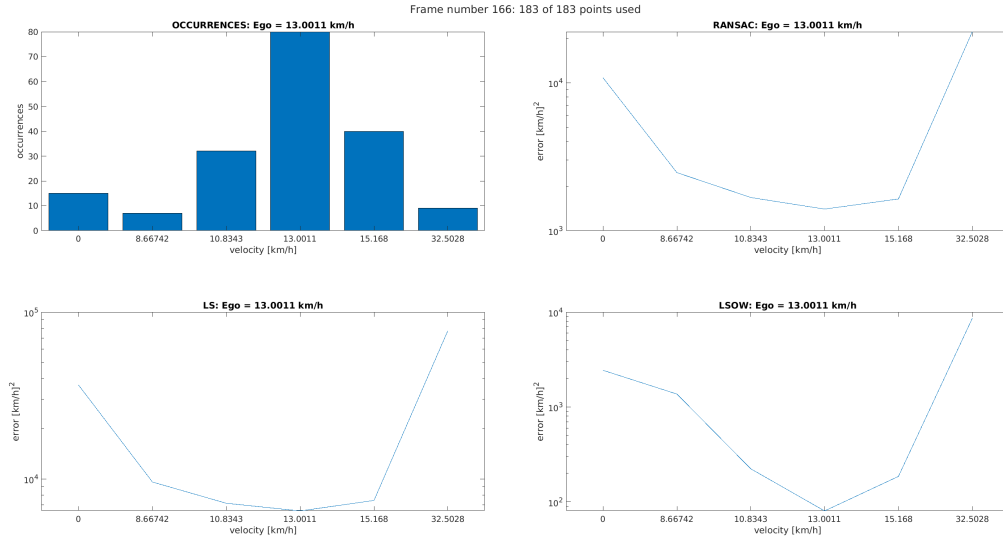 Frame number 166: 183 of 183 points used
OCCURRENCES: Ego = 13.0011 km/h
80
70
60
50
40
30
20
10
0
occurrences
0 8.66742 10.8343 13.0011 15.168 32.5028
velocity [km/h]
RANSAC: Ego = 13.0011 km/h
10^4
10^3
error [km/h]^2
0 8.66742 10.8343 13.0011 15.168 32.5028
velocity [km/h]
LS: Ego = 13.0011 km/h
10^5
10^4
error [km/h]^2
0 8.66742 10.8343 13.0011 15.168 32.5028
velocity [km/h]
LSOW: Ego = 13.0011 km/h
10^4
10^3
10^2
error [km/h]^2
0 8.66742 10.8343 13.0011 15.168 32.5028
velocity [km/h]